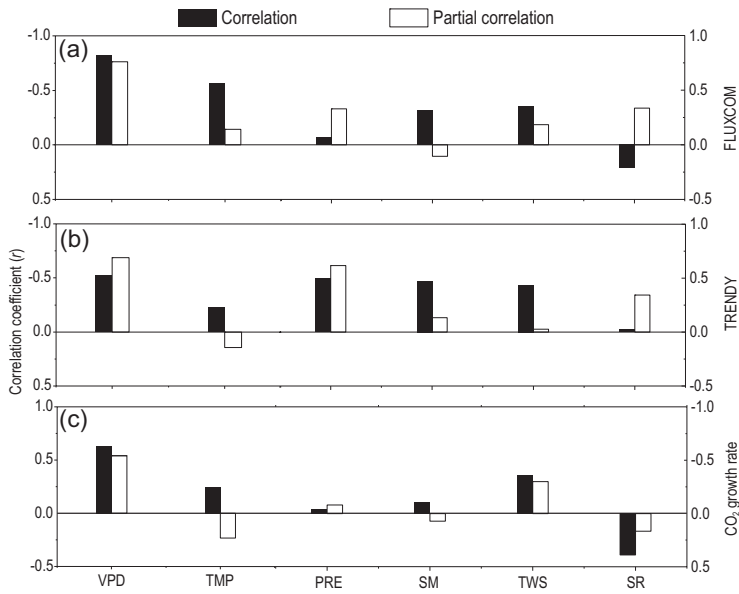 Correlation Partial correlation
(a)
-1.0 1.0
-0.5 0.5
0.0 0.0
0.5 -0.5
FLUXCOM
(b)
-1.0 1.0
-0.5 0.5
0.0 0.0
0.5 -0.5
TRENDY
Correlation coefficient (r)
(c)
1.0 -1.0
0.5 -0.5
0.0 0.0
-0.5 0.5
CO2 growth rate
VPD TMP PRE SM TWS SR